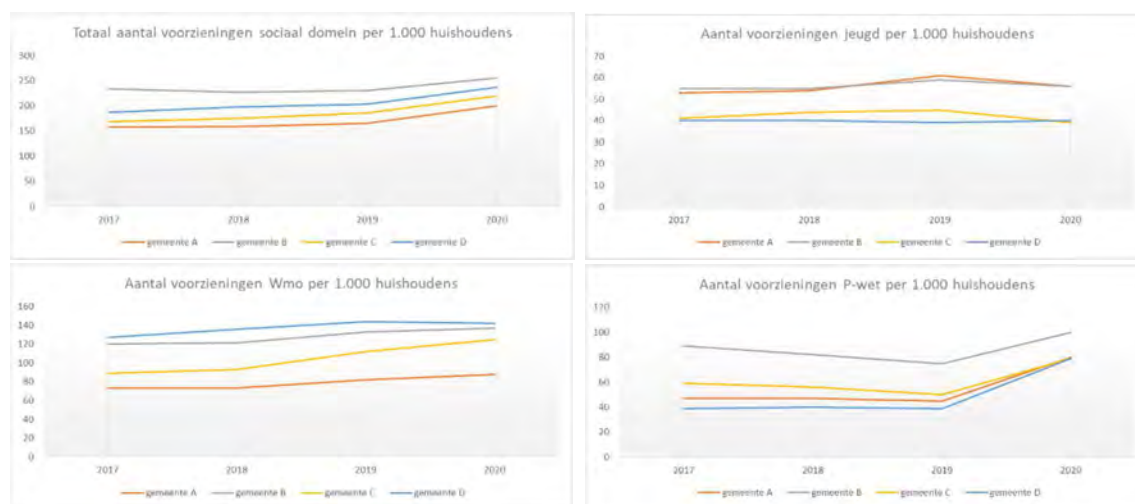 Totaal aantal voorzieningen sociaal domein per 1.000 huishoudens
300
250
200
150
100
50
0
2017 2018 2019 2020
gemeente A gemeente B gemeente C gemeente D
Aantal voorzieningen jeugd per 1.000 huishoudens
70
60
50
40
30
20
10
0
2017 2018 2019 2020
gemeente A gemeente B gemeente C gemeente D
Aantal voorzieningen Wmo per 1.000 huishoudens
160
140
120
100
80
60
40
20
0
2017 2018 2019 2020
gemeente A gemeente B gemeente C gemeente D
Aantal voorzieningen P-wet per 1.000 huishoudens
120
100
80
60
40
20
0
2017 2018 2019 2020
gemeente A gemeente B gemeente C gemeente D